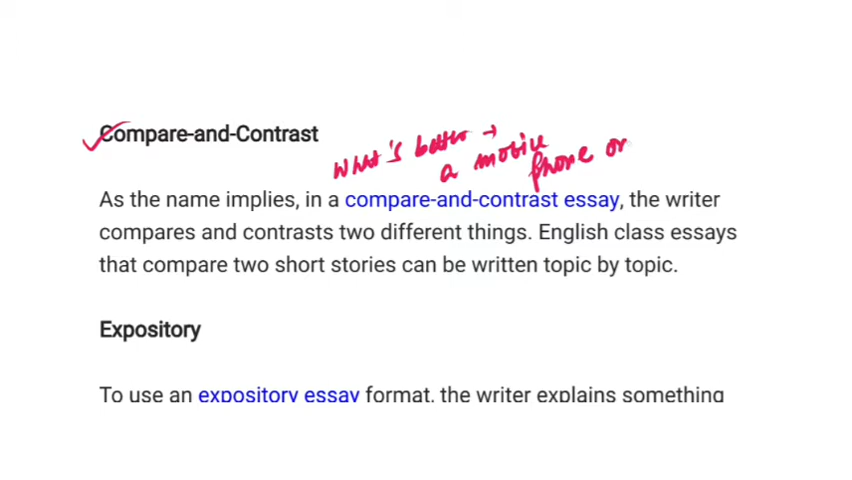 Compare-and-Contrast
What's better →
a mobile
phone or
As the name implies, in a compare-and-contrast essay, the writer
compares and contrasts two different things. English class essays
that compare two short stories can be written topic by topic.
Expository
To use an expository essay format, the writer explains something